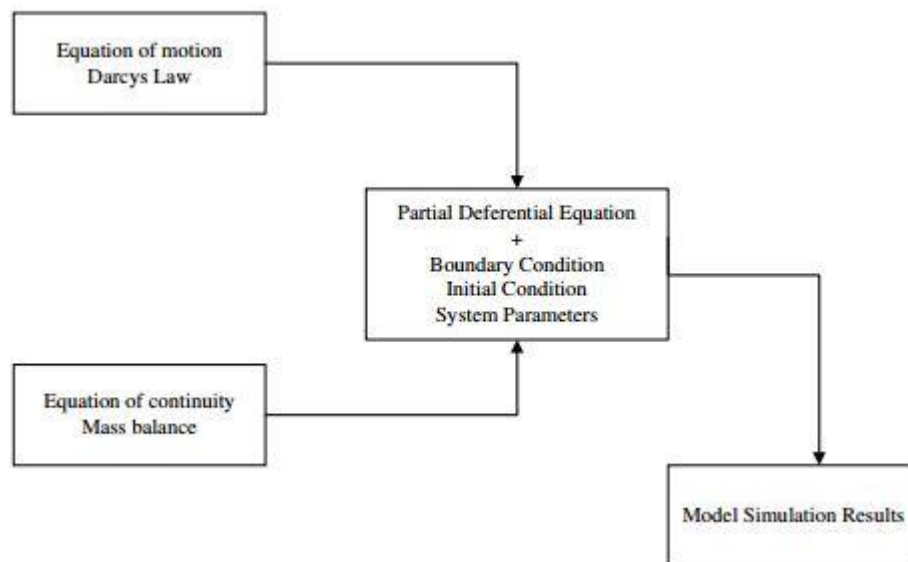 Equation of motion
Darcys Law
Partial Deferential Equation
+
Boundary Condition
Initial Condition
System Parameters
Equation of continuity
Mass balance
Model Simulation Results